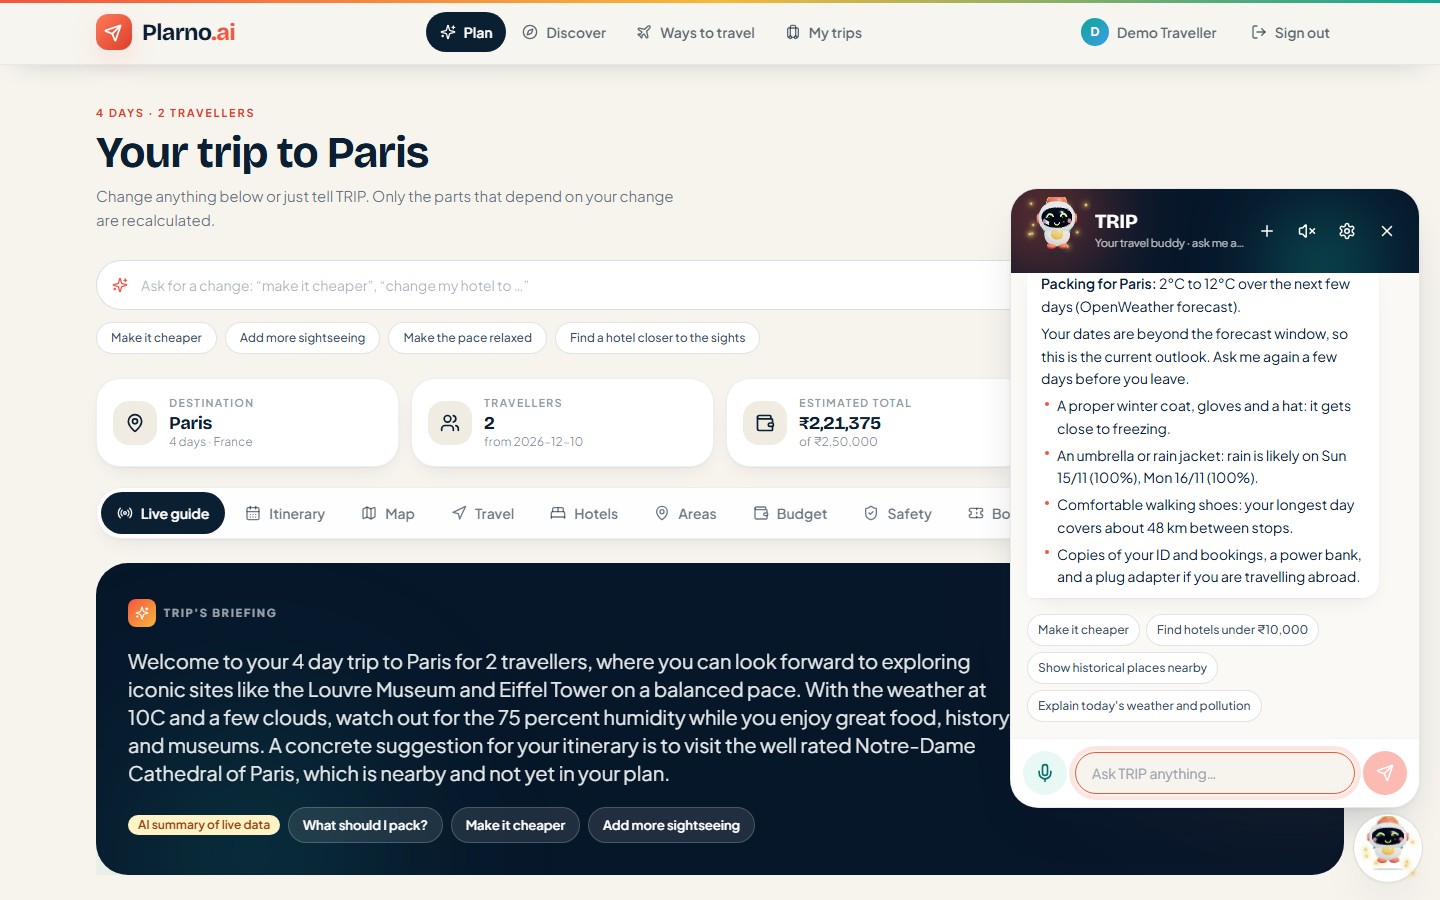 Plarno.ai
Plan
Discover
Ways to travel
My trips
D
Demo Traveller
Sign out
4 DAYS · 2 TRAVELLERS
Your trip to Paris
Change anything below or just tell TRIP. Only the parts that depend on your change
are recalculated.
Ask for a change: “make it cheaper”, “change my hotel to …”
Make it cheaper
Add more sightseeing
Make the pace relaxed
Find a hotel closer to the sights
DESTINATION
Paris
4 days · France
TRAVELLERS
2
from 2026-12-10
ESTIMATED TOTAL
₹2,21,375
of ₹2,50,000
Live guide
Itinerary
Map
Travel
Hotels
Areas
Budget
Safety
Bo
TRIP'S BRIEFING
Welcome to your 4 day trip to Paris for 2 travellers, where you can look forward to exploring
iconic sites like the Louvre Museum and Eiffel Tower on a balanced pace. With the weather at
10C and a few clouds, watch out for the 75 percent humidity while you enjoy great food, history
and museums. A concrete suggestion for your itinerary is to visit the well rated Notre-Dame
Cathedral of Paris, which is nearby and not yet in your plan.
AI summary of live data
What should I pack?
Make it cheaper
Add more sightseeing
TRIP
Your travel buddy · ask me a...
Packing for Paris: 2°C to 12°C over the next few
days (OpenWeather forecast).
Your dates are beyond the forecast window, so
this is the current outlook. Ask me again a few
days before you leave.
• A proper winter coat, gloves and a hat: it gets
close to freezing.
• An umbrella or rain jacket: rain is likely on Sun
15/11 (100%), Mon 16/11 (100%).
• Comfortable walking shoes: your longest day
covers about 48 km between stops.
• Copies of your ID and bookings, a power bank,
and a plug adapter if you are travelling abroad.
Make it cheaper
Find hotels under ₹10,000
Show historical places nearby
Explain today's weather and pollution
Ask TRIP anything...